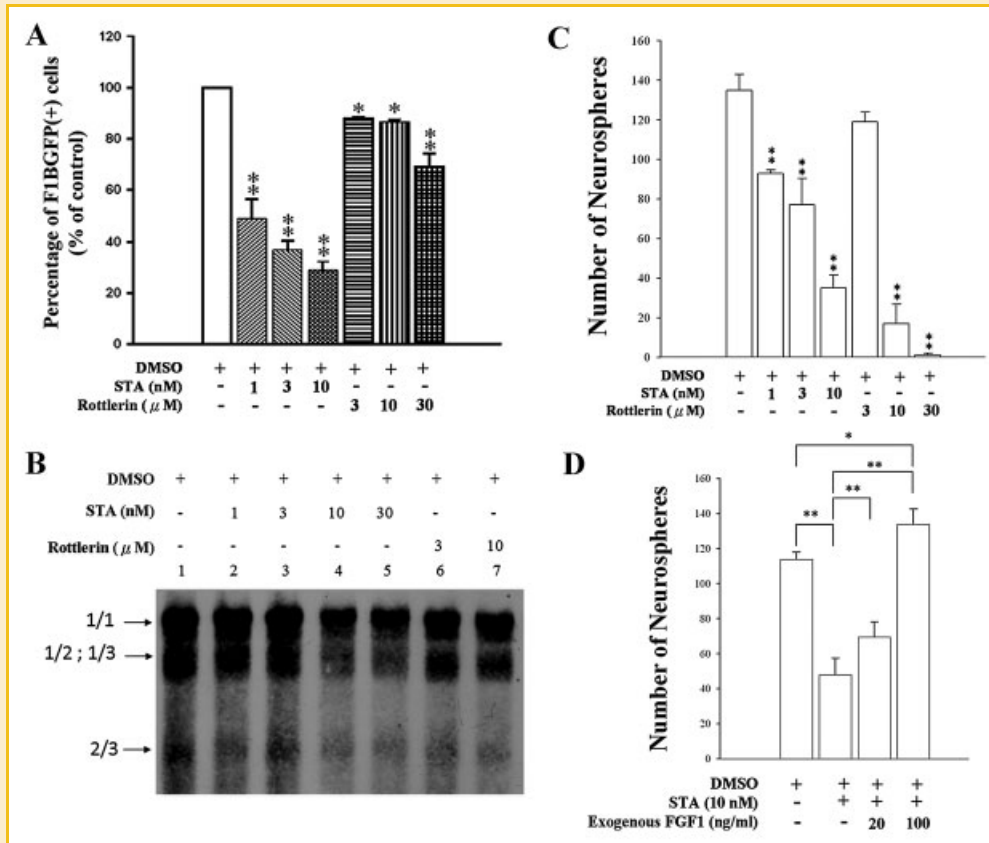 A
Percentage of F1BGFP(+) cells
(% of control)
120
100
80
60
40
20
0
** ** ** * * **
DMSO + + + + + + +
STA (nM) - 1 3 10 - - -
Rottlerin (μM) - - - - 3 10 30
B
DMSO + + + + + + +
STA (nM) - 1 3 10 30 - -
Rottlerin (μM) - - - - - 3 10
1 2 3 4 5 6 7
1/1
1/2 ; 1/3
2/3
C
Number of Neurospheres
160
140
120
100
80
60
40
20
0
** ** ** ** **
DMSO + + + + + + +
STA (nM) - 1 3 10 - - -
Rottlerin (μM) - - - - 3 10 30
D
Number of Neurospheres
160
140
120
100
80
60
40
20
0
*
**
**
**
DMSO + + + +
STA (10 nM) - + + +
Exogenous FGF1 (ng/ml) - - 20 100